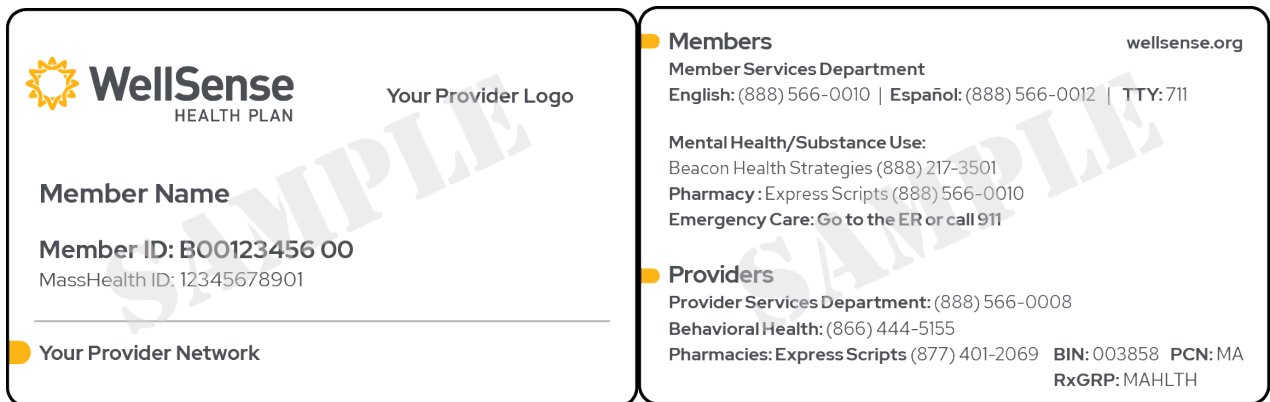 WellSense
HEALTH PLAN
Your Provider Logo
Member Name
Member ID: B00123456 00
MassHealth ID: 12345678901
Your Provider Network
SAMPLE
Members
wellsense.org
Member Services Department
English: (888) 566-0010 | Español: (888) 566-0012 | TTY: 711
Mental Health/Substance Use:
Beacon Health Strategies (888) 217-3501
Pharmacy : Express Scripts (888) 566-0010
Emergency Care: Go to the ER or call 911
Providers
Provider Services Department: (888) 566-0008
Behavioral Health: (866) 444-5155
Pharmacies: Express Scripts (877) 401-2069 BIN: 003858 PCN: MA
RxGRP: MAHLTH
SAMPLE